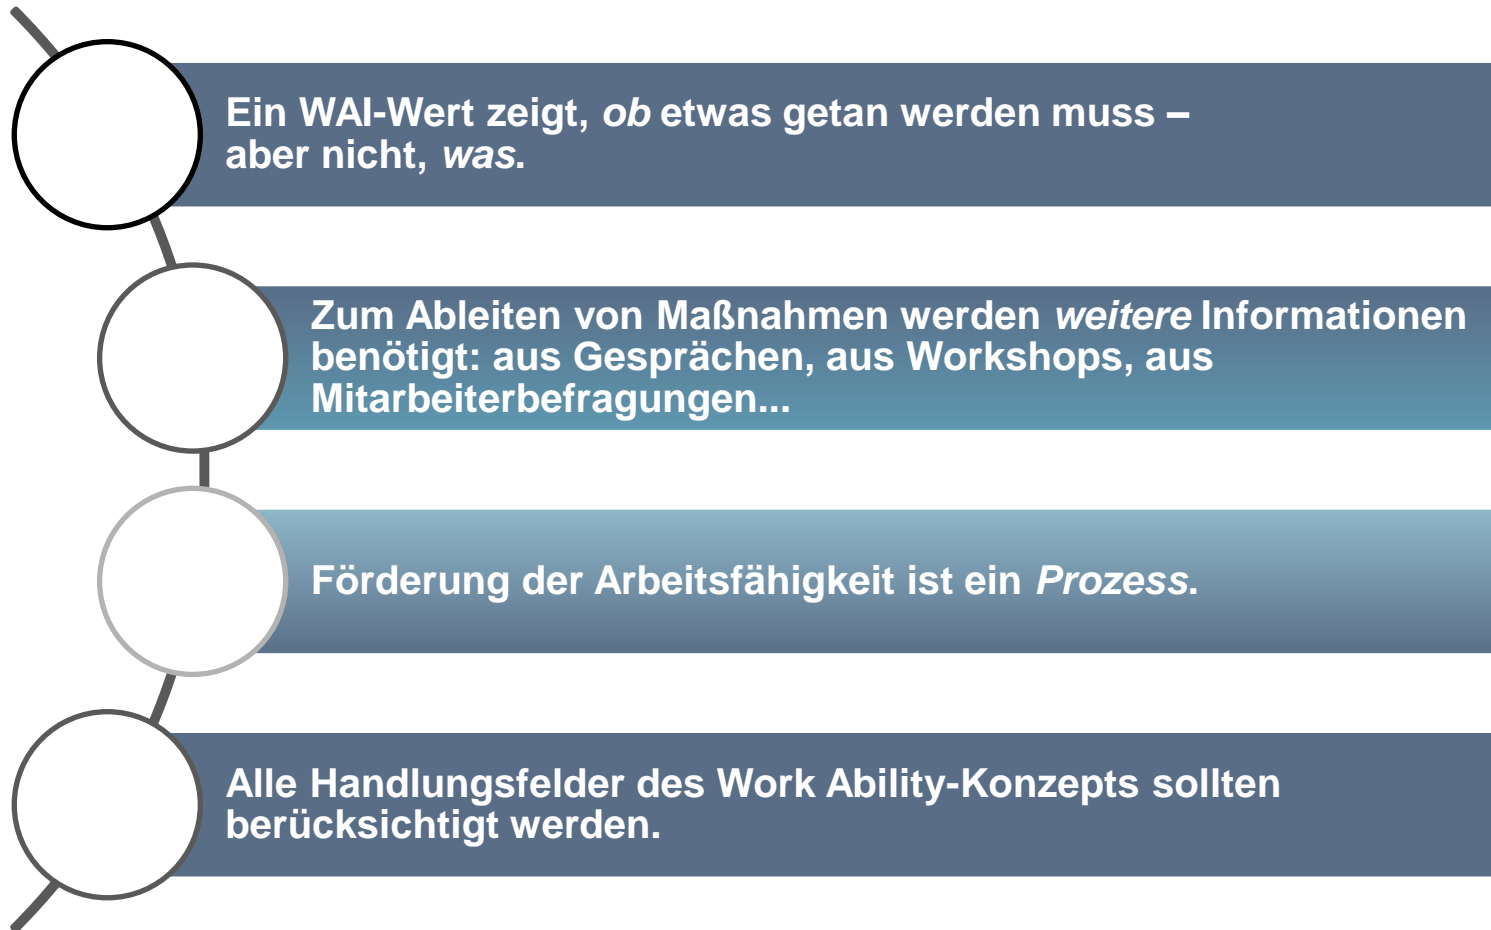 Ein WAI-Wert zeigt, ob etwas getan werden muss –
aber nicht, was.
Zum Ableiten von Maßnahmen werden weitere Informationen
benötigt: aus Gesprächen, aus Workshops, aus
Mitarbeiterbefragungen...
Förderung der Arbeitsfähigkeit ist ein Prozess.
Alle Handlungsfelder des Work Ability-Konzepts sollten
berücksichtigt werden.